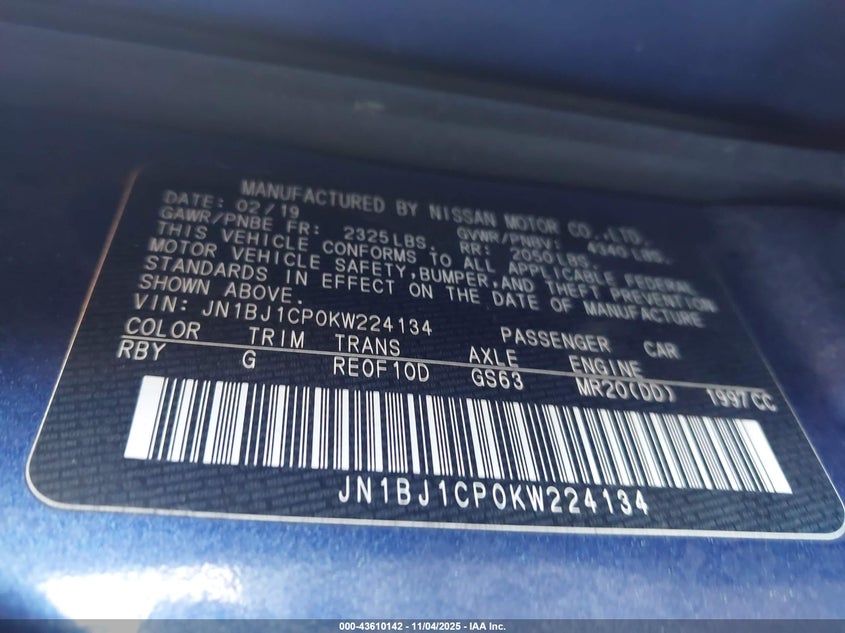 MANUFACTURED BY NISSAN MOTOR CO.,LTD.
DATE: 02/19 GVWR/PNBV: 4340 LBS.
GAWR/PNBE FR: 2325LBS. RR: 2050LBS.
THIS VEHICLE CONFORMS TO ALL APPLICABLE FEDERAL
MOTOR VEHICLE SAFETY,BUMPER,AND THEFT PREVENTION
STANDARDS IN EFFECT ON THE DATE OF MANUFACTURE
SHOWN ABOVE.
VIN: JN1BJ1CP0KW224134 PASSENGER CAR
COLOR TRIM TRANS AXLE ENGINE
RBY G RE0F10D GS63 MR20(DD) 1997CC
JN1BJ1CP0KW224134
000-43610142 - 11/04/2025 - IAA Inc.